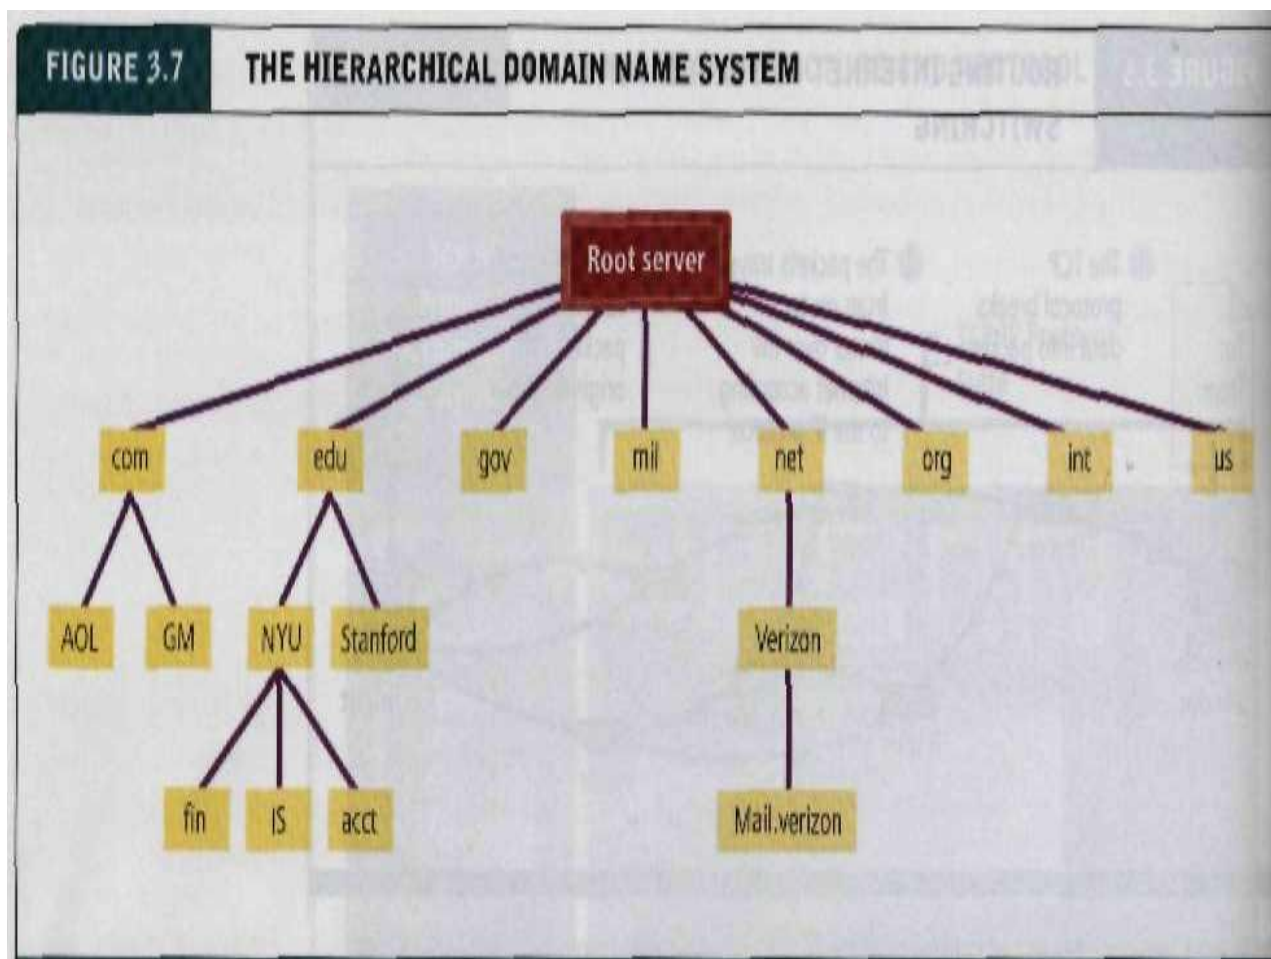 FIGURE 3.7 THE HIERARCHICAL DOMAIN NAME SYSTEM
Root server
com edu gov mil net org int us
AOL GM NYU Stanford Verizon
fin IS acct Mail.verizon